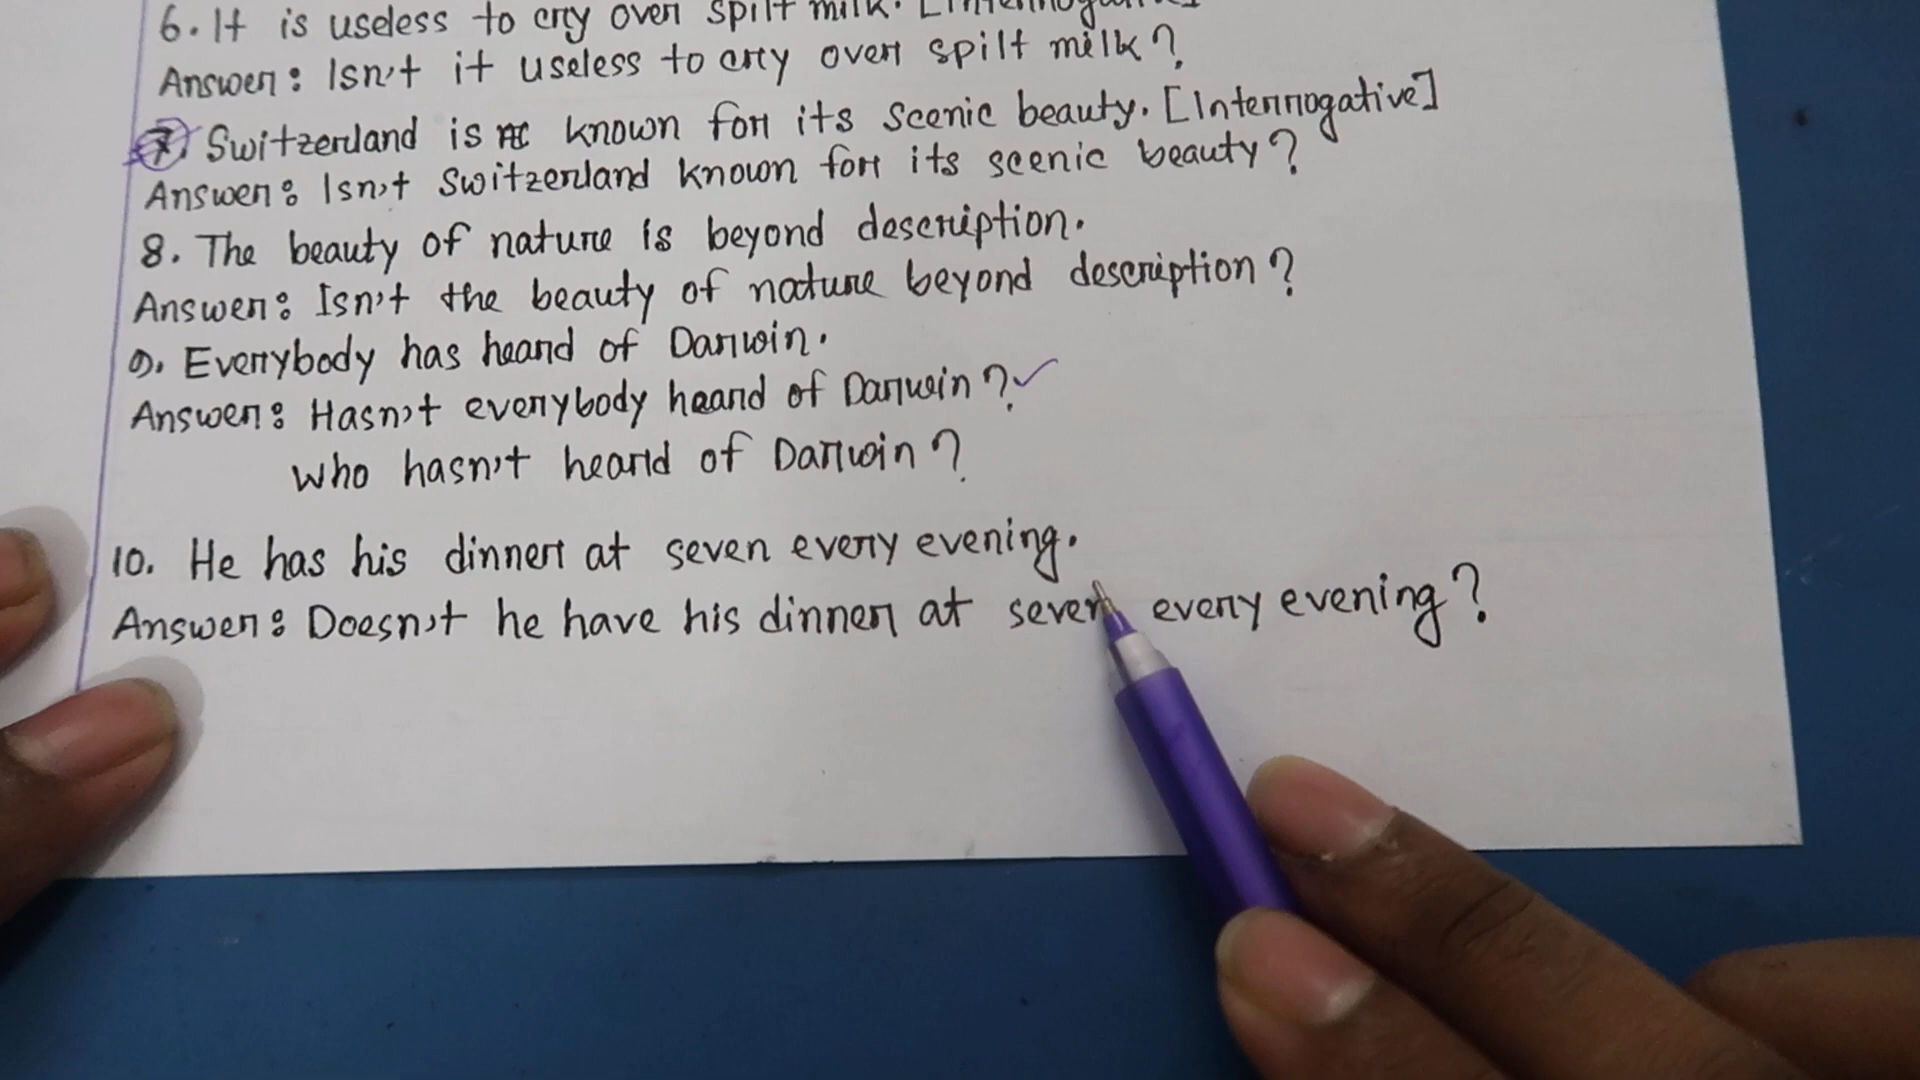 6. It is useless to cry over spilt milk. [Interrogative]
Answer: Isn't it useless to cry over spilt milk?
7. Switzerland is known for its scenic beauty. [Interrogative]
Answer: Isn't Switzerland known for its scenic beauty?
8. The beauty of nature is beyond description.
Answer: Isn't the beauty of nature beyond description?
9. Everybody has heard of Darwin.
Answer: Hasn't everybody heard of Darwin?
Who hasn't heard of Darwin?
10. He has his dinner at seven every evening.
Answer: Doesn't he have his dinner at seven every evening?